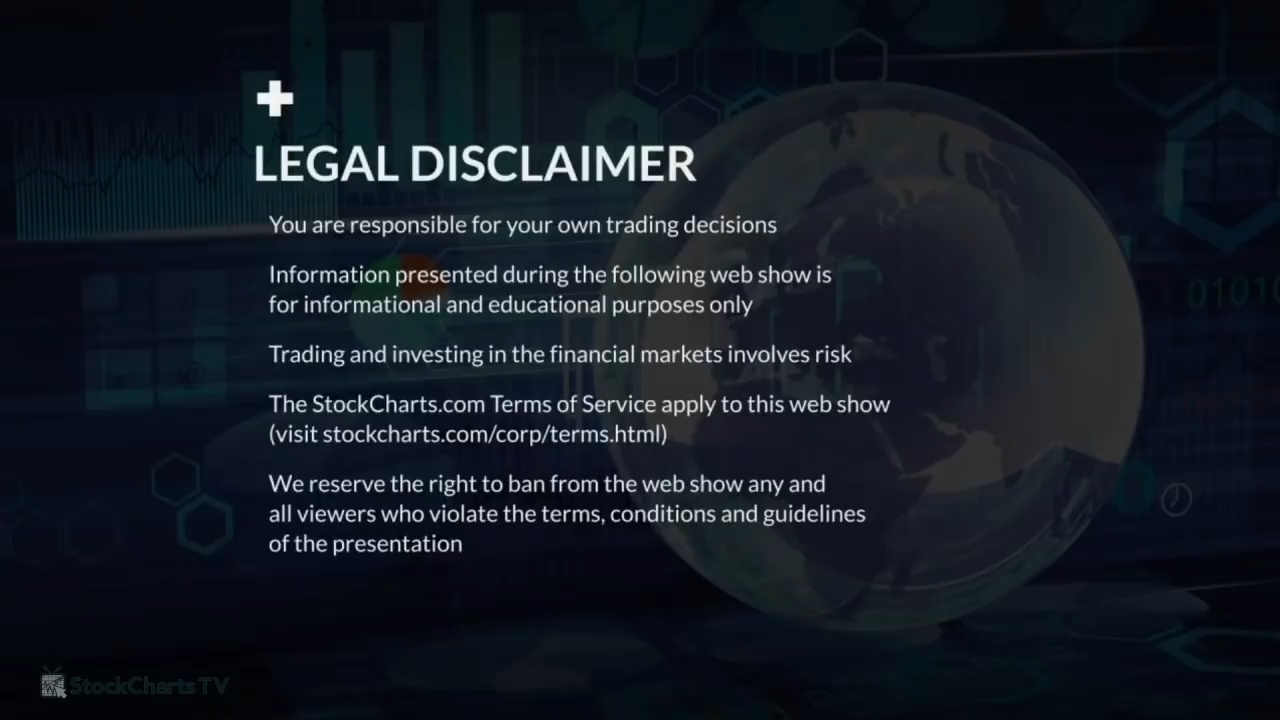 LEGAL DISCLAIMER
You are responsible for your own trading decisions
Information presented during the following web show is
for informational and educational purposes only
Trading and investing in the financial markets involves risk
The StockCharts.com Terms of Service apply to this web show
(visit stockcharts.com/corp/terms.html)
We reserve the right to ban from the web show any and
all viewers who violate the terms, conditions and guidelines
of the presentation
01010
StockCharts TV